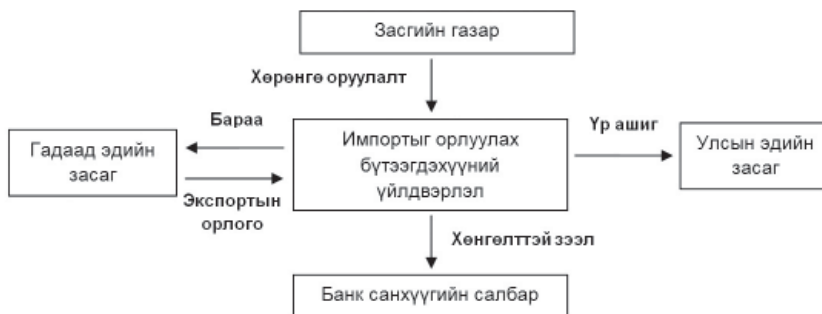 Засгийн газар
Хөрөнгө оруулалт
Бараа
Үр ашиг
Гадаад эдийн
засаг
Импортыг орлуулах
бүтээгдэхүүний
үйлдвэрлэл
Улсын эдийн
засаг
Экспортын
орлого
Хөнгөлттэй зээл
Банк санхүүгийн салбар